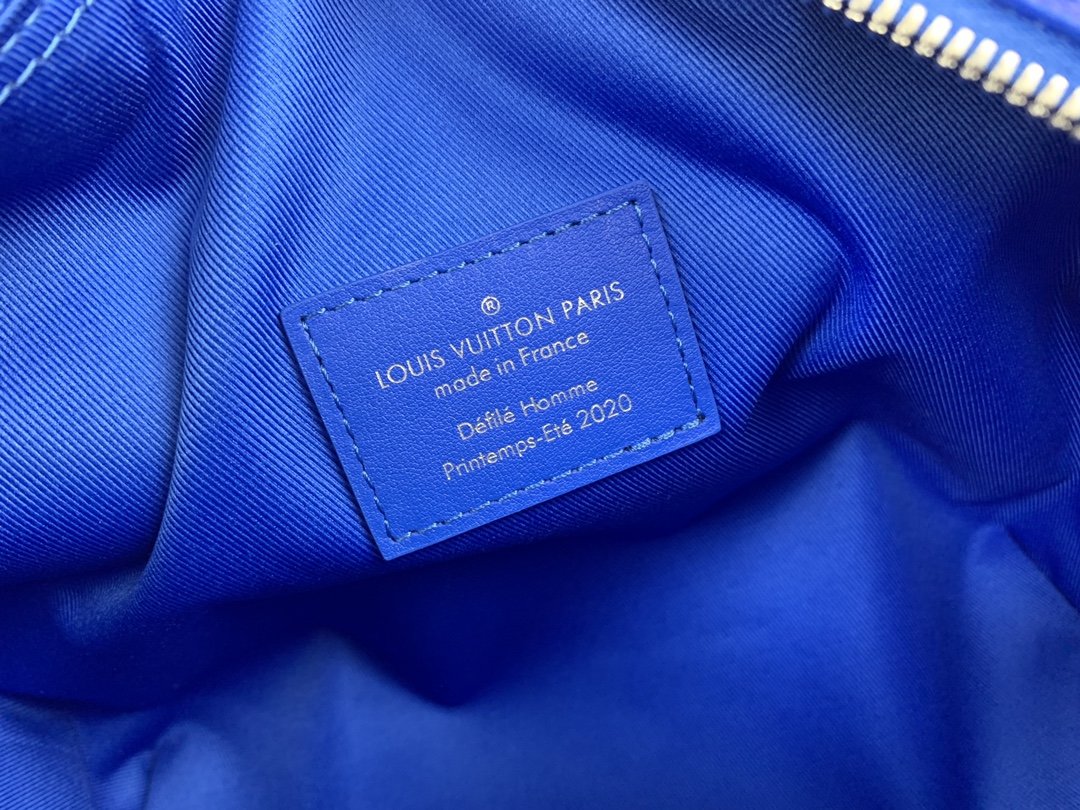 ®
LOUIS VUITTON PARIS
made in France
Défilé Homme
Printemps-Eté 2020